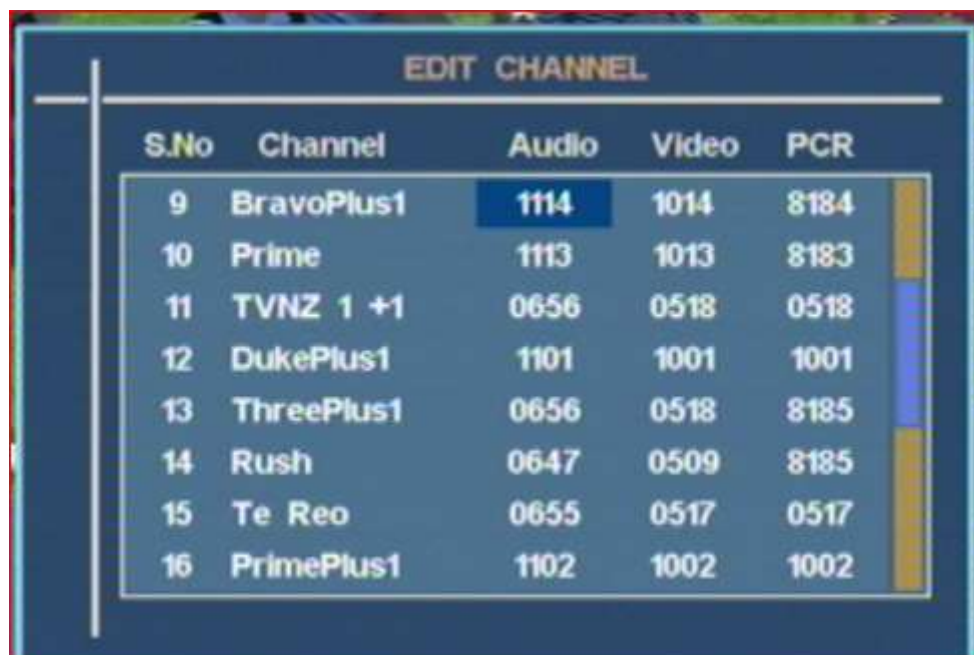 EDIT CHANNEL
S.No Channel Audio Video PCR
9 BravoPlus1 1114 1014 8184
10 Prime 1113 1013 8183
11 TVNZ 1 +1 0656 0518 0518
12 DukePlus1 1101 1001 1001
13 ThreePlus1 0656 0518 8185
14 Rush 0647 0509 8185
15 Te Reo 0655 0517 0517
16 PrimePlus1 1102 1002 1002